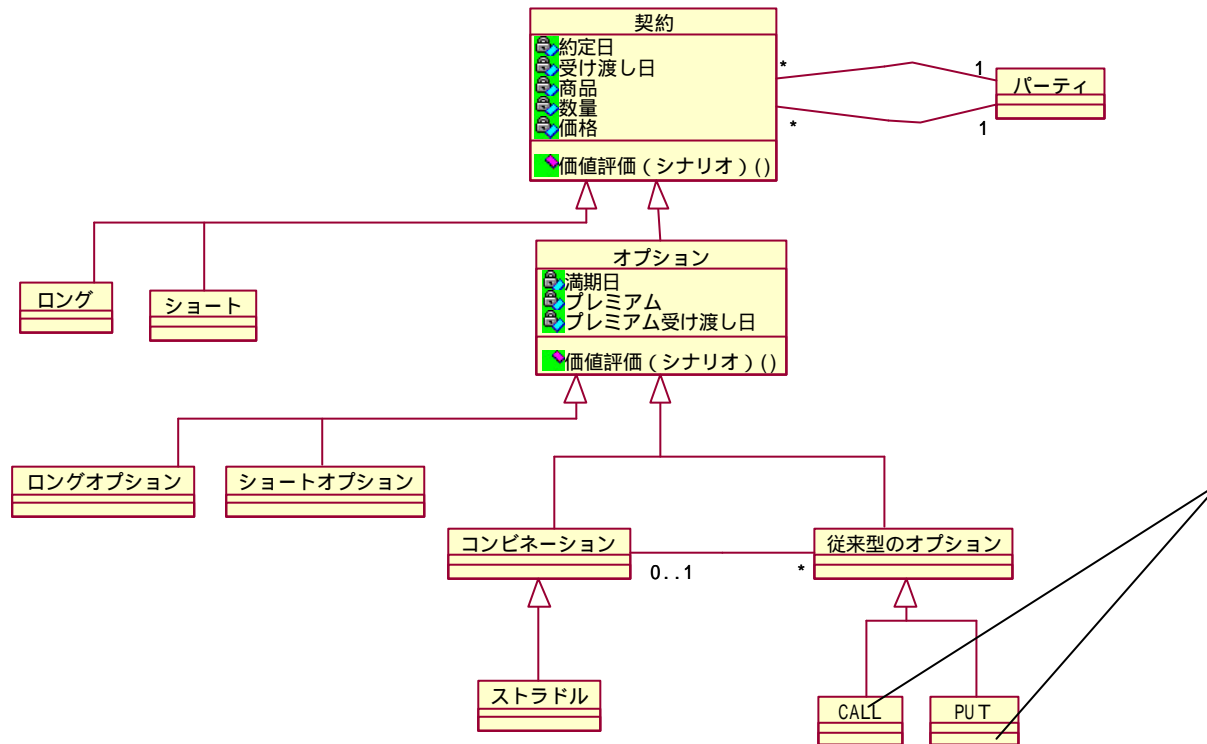 契約
約定日
受け渡し日
商品
数量
価格
価値評価（シナリオ）()
*
1
パーティ
*
1
オプション
満期日
プレミアム
プレミアム受け渡し日
価値評価（シナリオ）()
ロング
ショート
ロングオプション
ショートオプション
コンビネーション
0..1
*
従来型のオプション
ストラドル
CALL
PUT